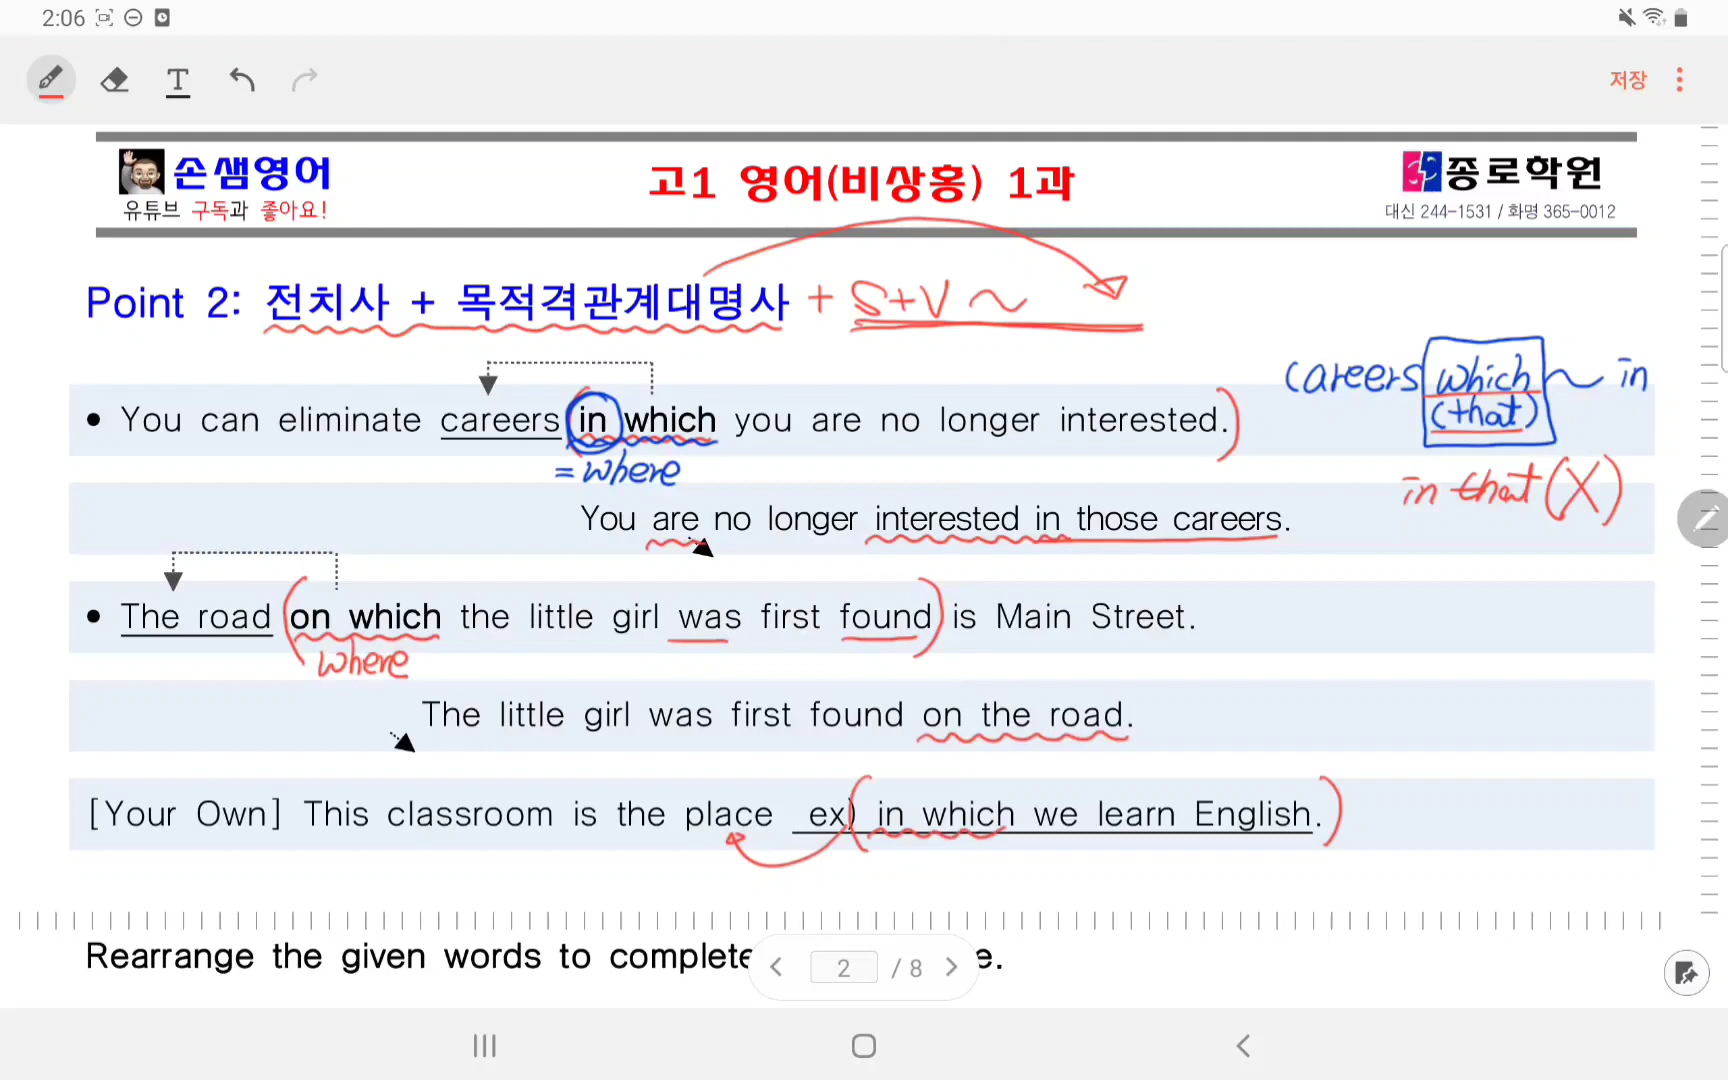 2:06
T
저장
손샘영어
유튜브 구독과 좋아요!
고1 영어(비상홍) 1과
종로학원
대신 244-1531 / 화명 365-0012
Point 2: 전치사 + 목적격관계대명사 + S+V ~
careers which ~ in
(that)
• You can eliminate careers (in which you are no longer interested.)
= where
in that (X)
You are no longer interested in those careers.
• The road (on which the little girl was first found) is Main Street.
where
The little girl was first found on the road.
[Your Own] This classroom is the place ex) (in which we learn English.)
Rearrange the given words to complete e.
2 / 8